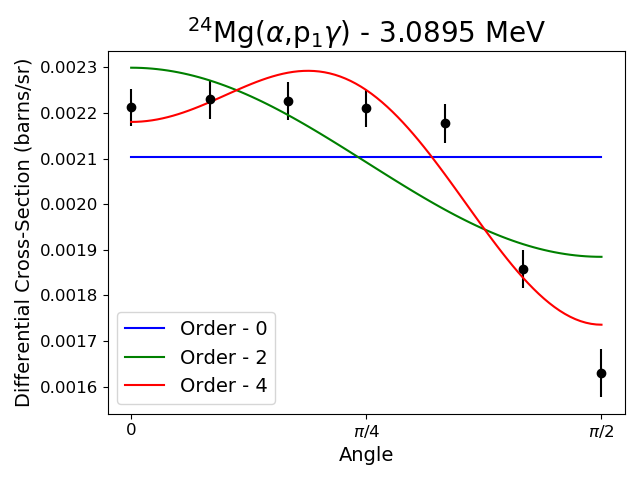 ²⁴Mg(α,p₁γ) - 3.0895 MeV
Differential Cross-Section (barns/sr)
0.0023
0.0022
0.0021
0.0020
0.0019
0.0018
0.0017
0.0016
Order - 0
Order - 2
Order - 4
0 π/4 π/2
Angle